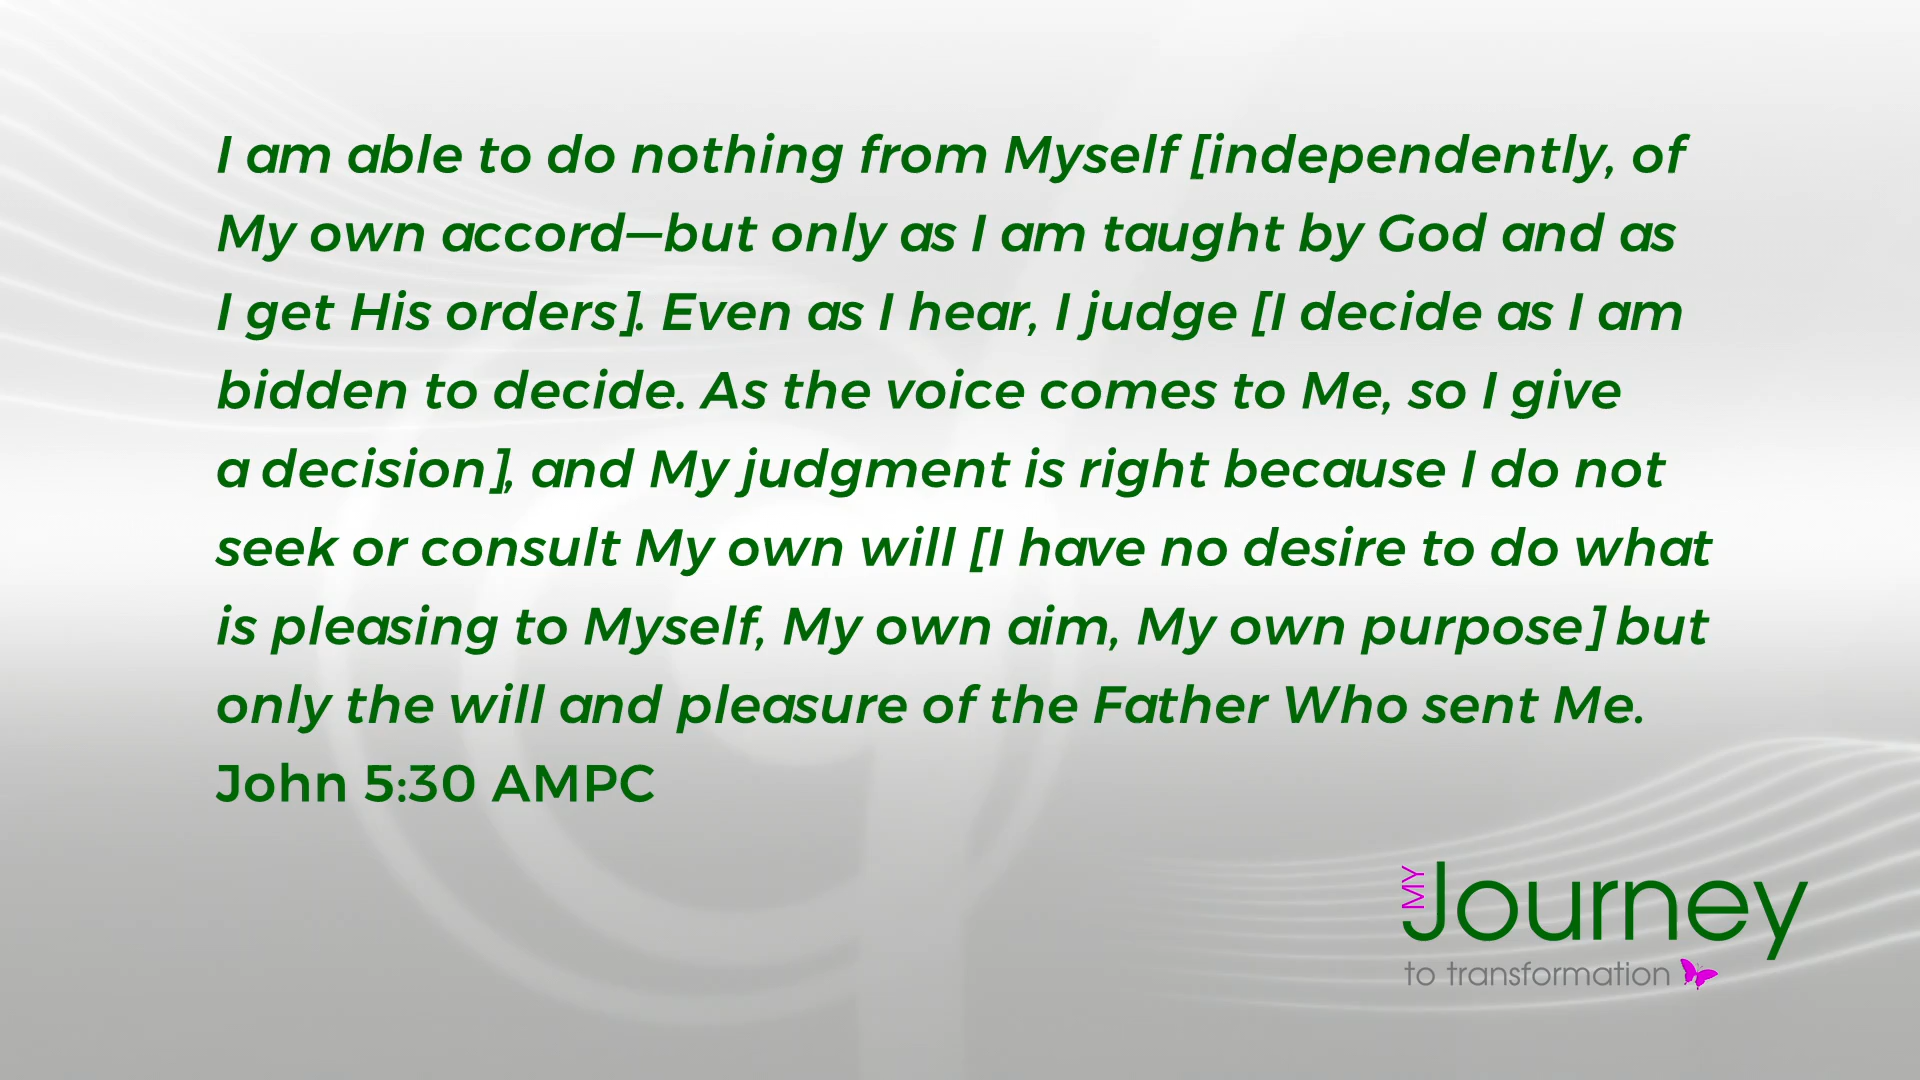 I am able to do nothing from Myself [independently, of
My own accord—but only as I am taught by God and as
I get His orders]. Even as I hear, I judge [I decide as I am
bidden to decide. As the voice comes to Me, so I give
a decision], and My judgment is right because I do not
seek or consult My own will [I have no desire to do what
is pleasing to Myself, My own aim, My own purpose] but
only the will and pleasure of the Father Who sent Me.
John 5:30 AMPC
MY
Journey
to transformation